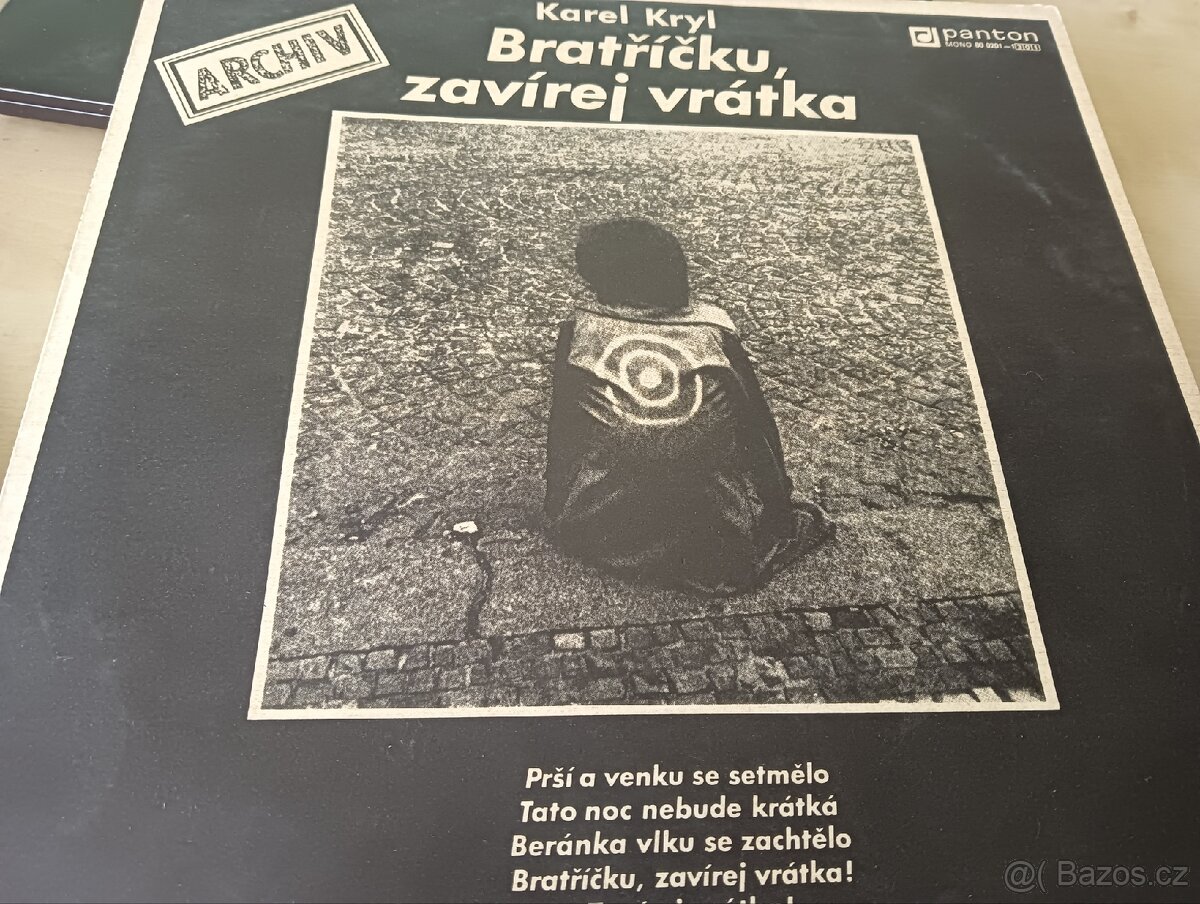 Karel Kryl
Bratříčku,
zavírej vrátka
ARCHIV
panton
MONO
Prší a venku se setmělo
Tato noc nebude krátká
Beránka vlku se zachtělo
Bratříčku, zavírej vrátka!
@( Bazos.cz